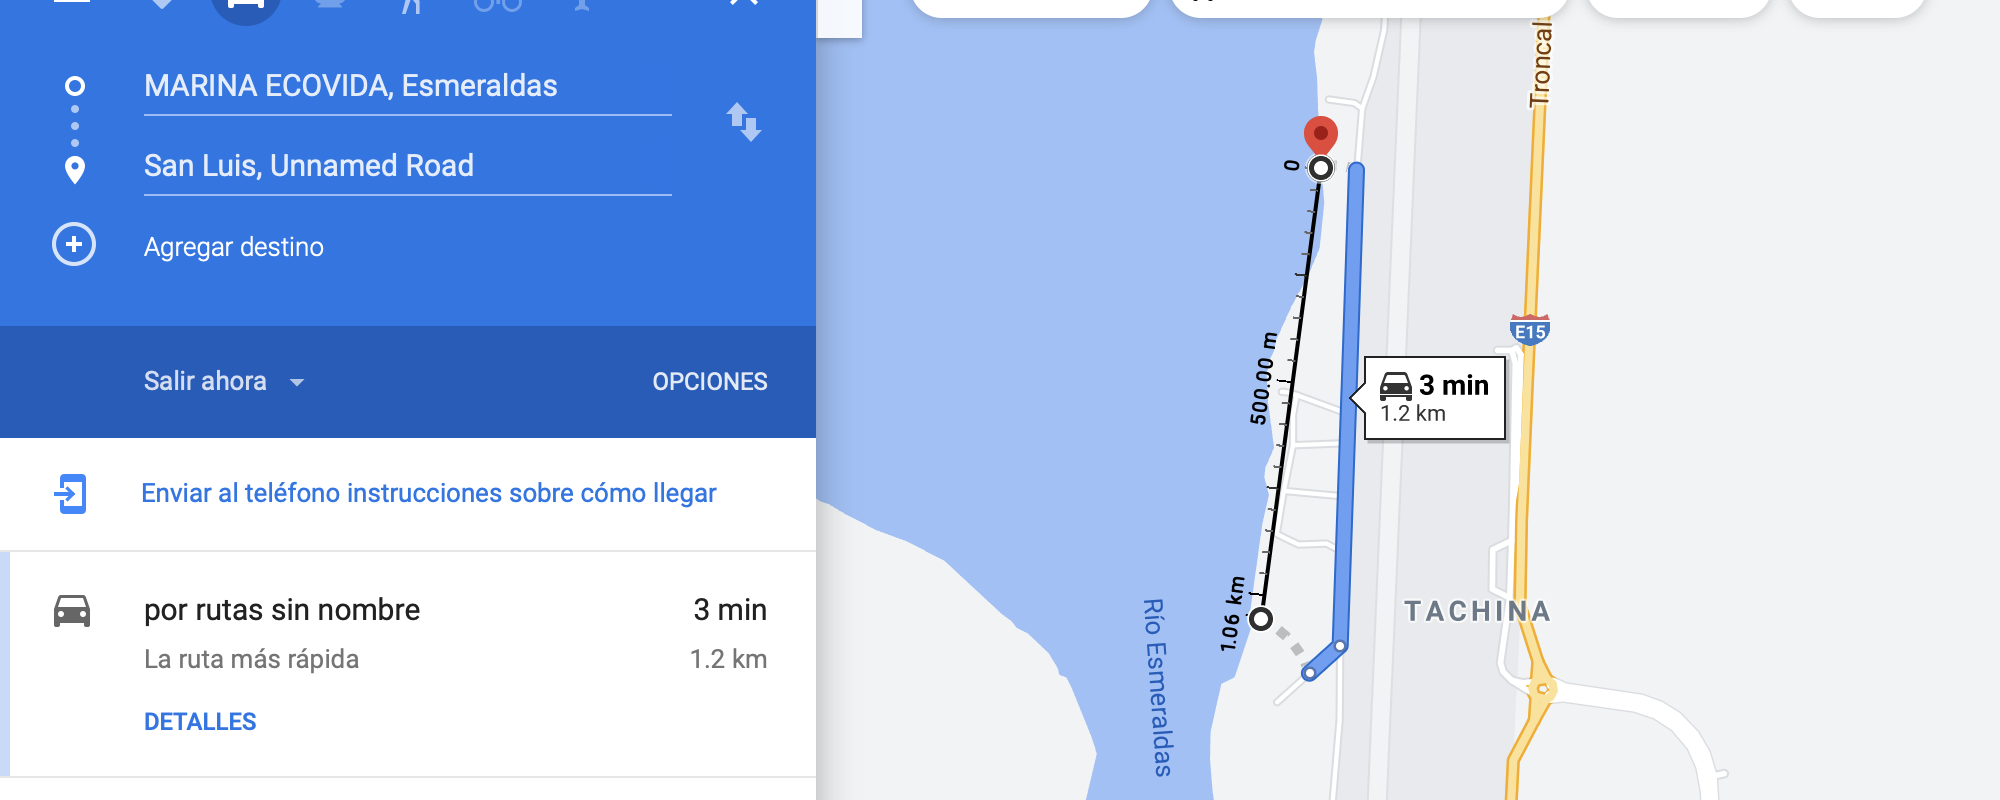 MARINA ECOVIDA, Esmeraldas
San Luis, Unnamed Road
Agregar destino
Salir ahora
OPCIONES
Enviar al teléfono instrucciones sobre cómo llegar
por rutas sin nombre
3 min
La ruta más rápida
1.2 km
DETALLES
Troncal
0
E15
500.00 m
3 min
1.2 km
1.06 km
TACHINA
Río Esmeraldas